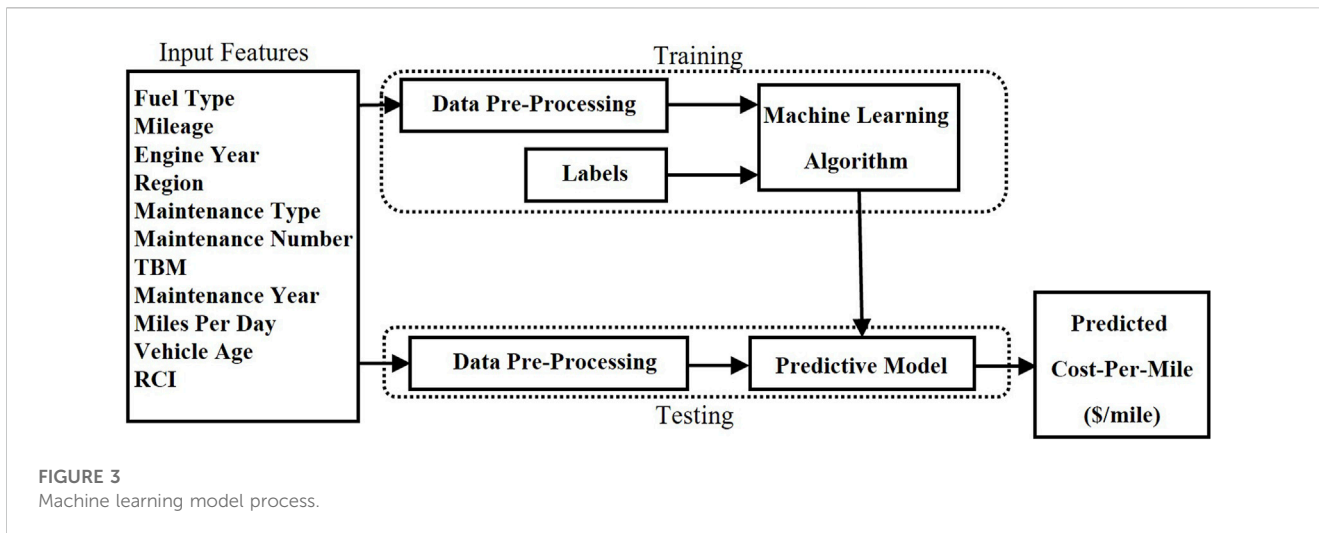 Input Features
Fuel Type
Mileage
Engine Year
Region
Maintenance Type
Maintenance Number
TBM
Maintenance Year
Miles Per Day
Vehicle Age
RCI
Training
Data Pre-Processing
Labels
Machine Learning
Algorithm
Data Pre-Processing
Predictive Model
Testing
Predicted
Cost-Per-Mile
($/mile)
FIGURE 3
Machine learning model process.